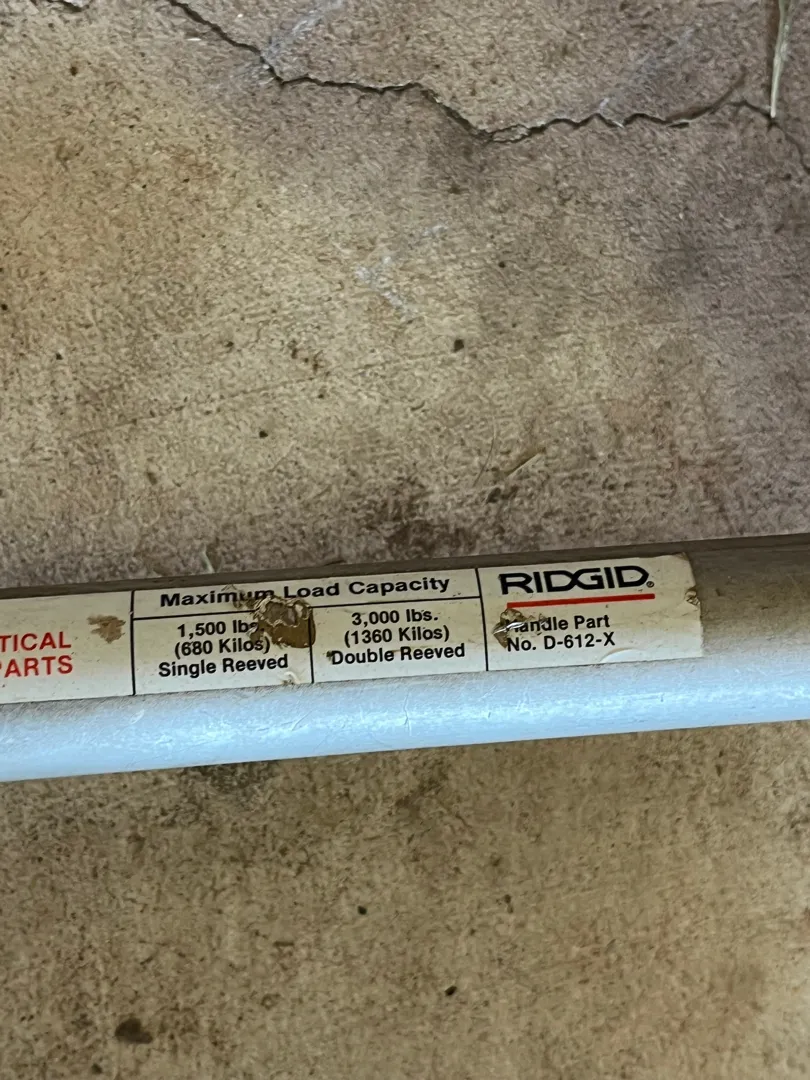 TICAL
PARTS
Maximum Load Capacity
1,500 lbs.
(680 Kilos)
Single Reeved
3,000 lbs.
(1360 Kilos)
Double Reeved
RIDGID®
Handle Part
No. D-612-X